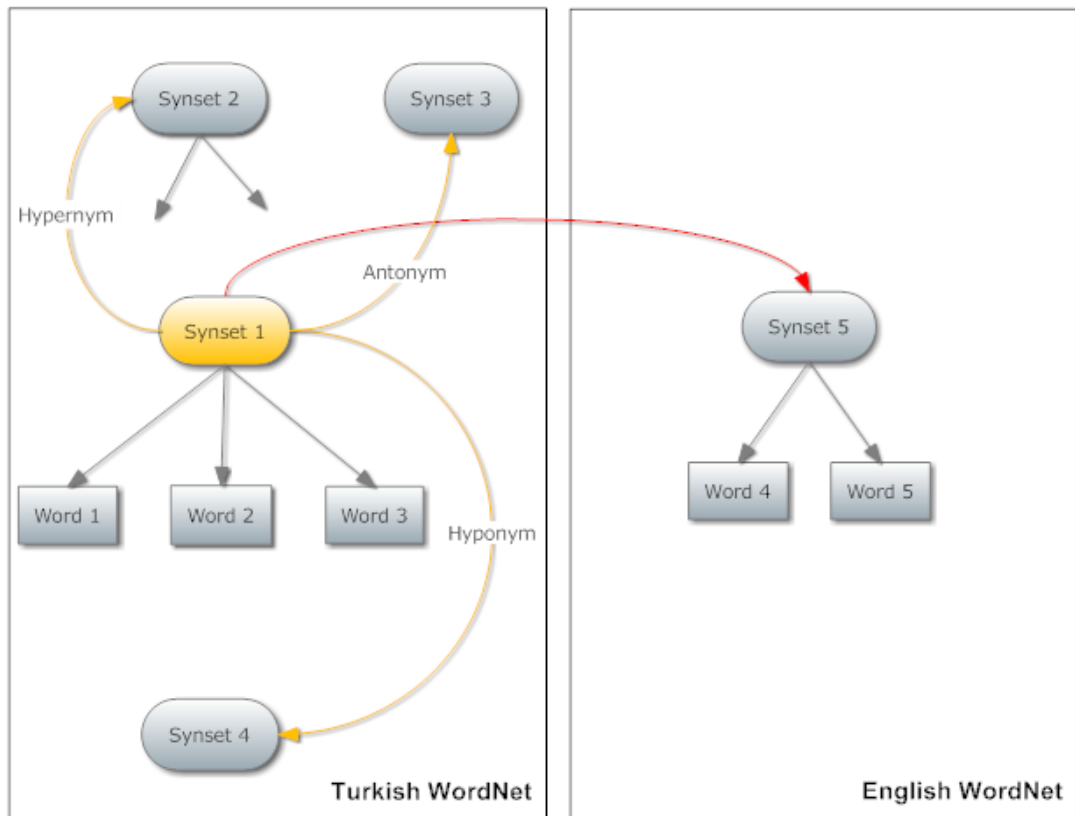 Synset 2
Synset 3
Hypernym
Antonym
Synset 1
Synset 5
Word 1
Word 2
Word 3
Word 4
Word 5
Hyponym
Synset 4
Turkish WordNet
English WordNet